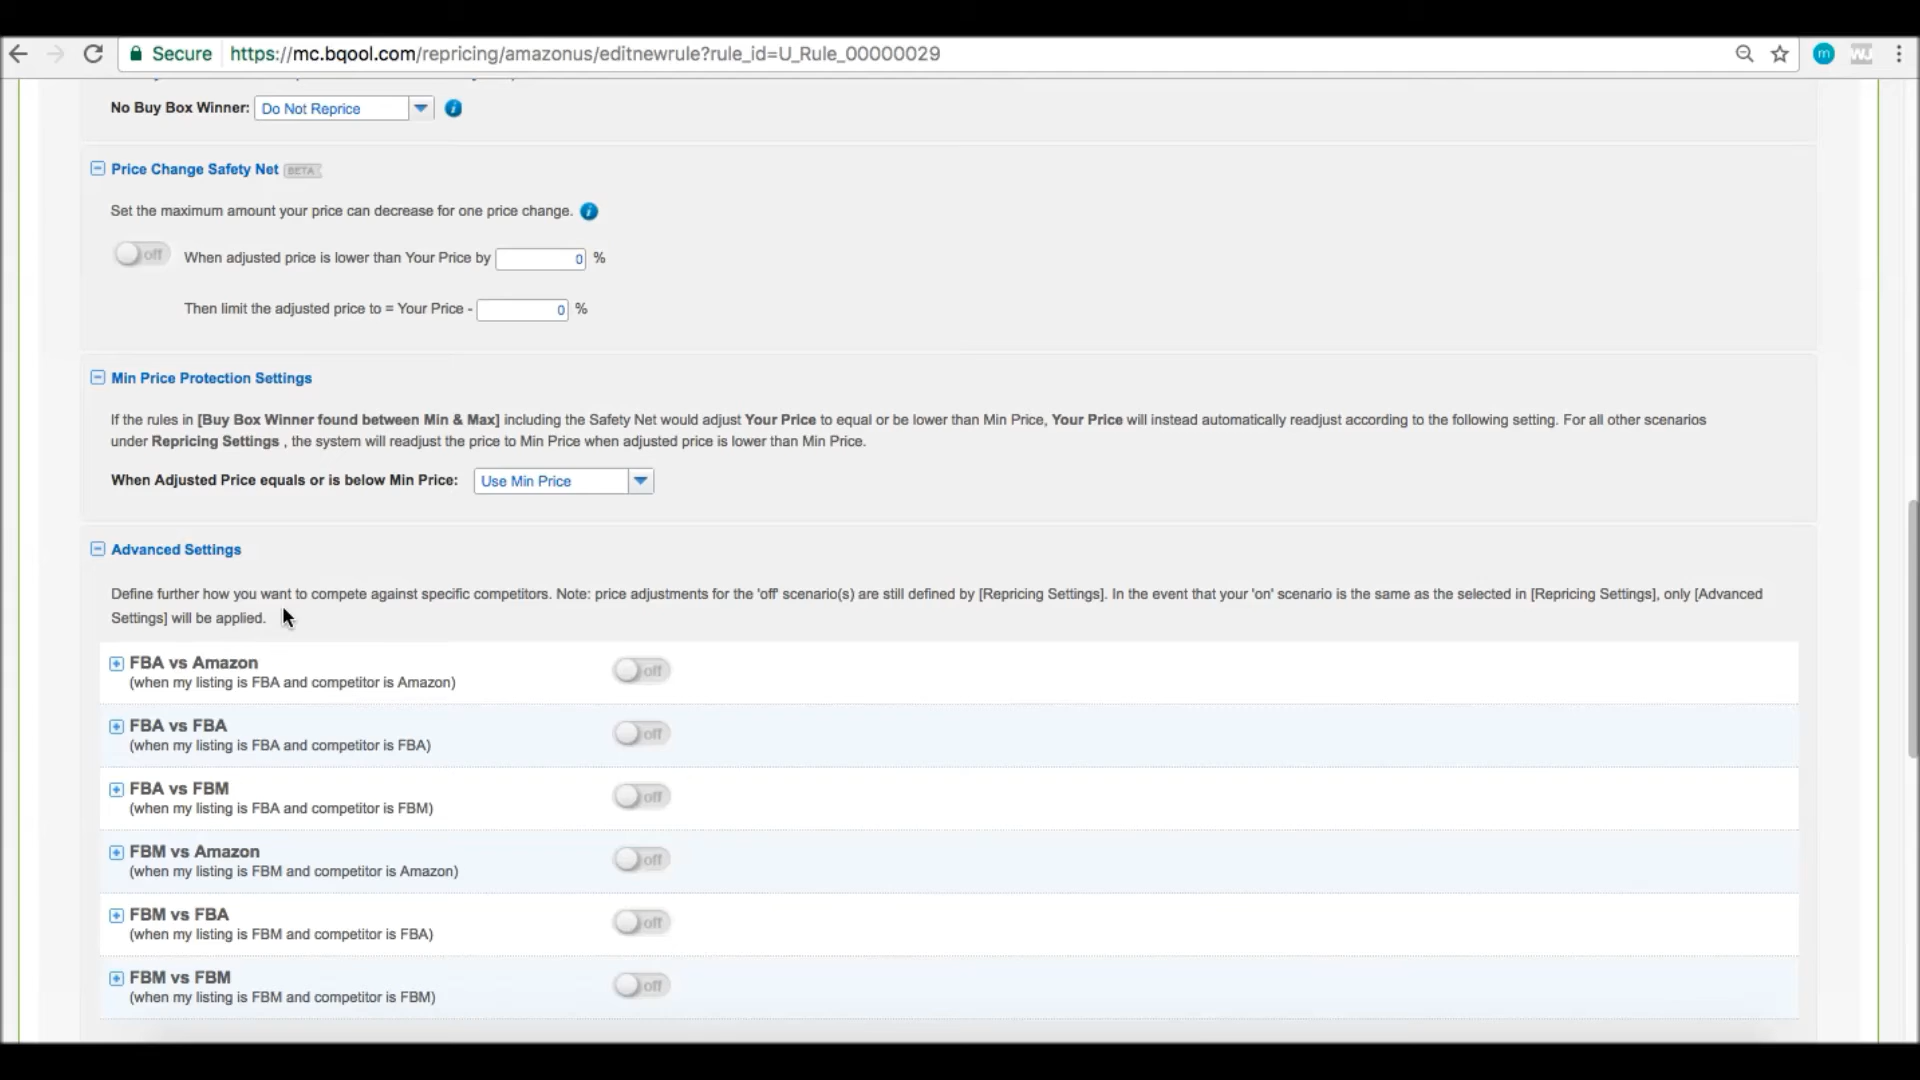 Secure https://mc.bqool.com/repricing/amazonus/editnewrule?rule_id=U_Rule_00000029
m
No Buy Box Winner: Do Not Reprice i
Price Change Safety Net BETA
Set the maximum amount your price can decrease for one price change. i
off When adjusted price is lower than Your Price by 0 %
Then limit the adjusted price to = Your Price - 0 %
Min Price Protection Settings
If the rules in [Buy Box Winner found between Min & Max] including the Safety Net would adjust Your Price to equal or be lower than Min Price, Your Price will instead automatically readjust according to the following setting. For all other scenarios
under Repricing Settings , the system will readjust the price to Min Price when adjusted price is lower than Min Price.
When Adjusted Price equals or is below Min Price: Use Min Price
Advanced Settings
Define further how you want to compete against specific competitors. Note: price adjustments for the 'off' scenario(s) are still defined by [Repricing Settings]. In the event that your 'on' scenario is the same as the selected in [Repricing Settings], only [Advanced
Settings] will be applied.
FBA vs Amazon off
(when my listing is FBA and competitor is Amazon)
FBA vs FBA off
(when my listing is FBA and competitor is FBA)
FBA vs FBM off
(when my listing is FBA and competitor is FBM)
FBM vs Amazon off
(when my listing is FBM and competitor is Amazon)
FBM vs FBA off
(when my listing is FBM and competitor is FBA)
FBM vs FBM off
(when my listing is FBM and competitor is FBM)